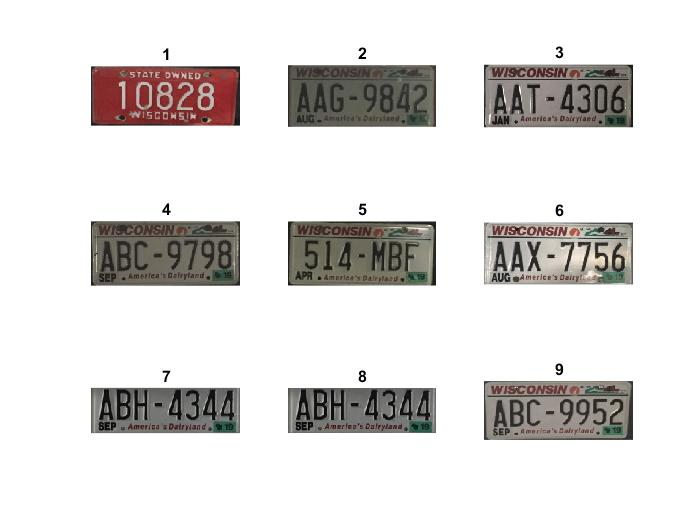 1
STATE OWNED
10828
WISCONSIN
2
WISCONSIN
AAG-9842
AUG America's Dairyland
3
WISCONSIN
AAT-4306
JAN America's Dairyland 19
4
WISCONSIN
ABC-9798
SEP America's Dairyland 19
5
WISCONSIN
514-MBF
APR America's Dairyland 19
6
WISCONSIN
AAX-7756
AUG America's Dairyland
7
ABH-4344
SEP America's Dairyland 19
8
ABH-4344
SEP America's Dairyland 19
9
WISCONSIN
ABC-9952
SEP America's Dairyland 19